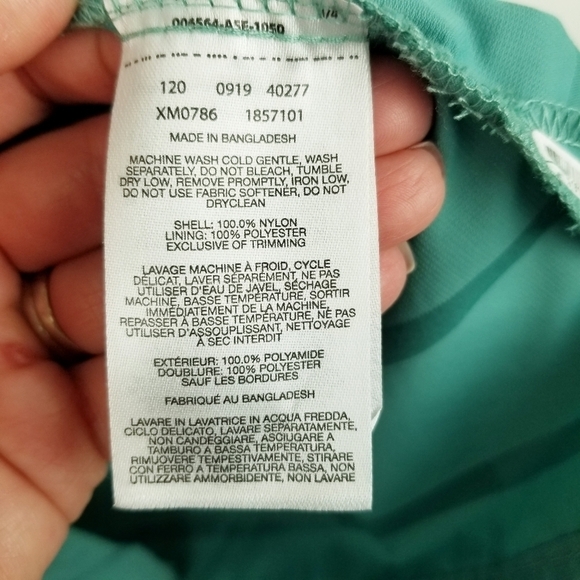 1/4
004564-ASE-1050
120 0919 40277
XM0786 1857101
MADE IN BANGLADESH
MACHINE WASH COLD GENTLE, WASH
SEPARATELY, DO NOT BLEACH, TUMBLE
DRY LOW, REMOVE PROMPTLY, IRON LOW,
DO NOT USE FABRIC SOFTENER, DO NOT
DRYCLEAN
SHELL: 100.0% NYLON
LINING: 100% POLYESTER
EXCLUSIVE OF TRIMMING
LAVAGE MACHINE À FROID, CYCLE
DÉLICAT, LAVER SÉPARÉMENT, NE PAS
UTILISER D'EAU DE JAVEL, SÉCHAGE
MACHINE, BASSE TEMPÉRATURE, SORTIR
IMMÉDIATEMENT DE LA MACHINE,
REPASSER À BASSE TEMPÉRATURE, NE PAS
UTILISER D'ASSOUPLISSANT, NETTOYAGE
À SEC INTERDIT
EXTÉRIEUR: 100.0% POLYAMIDE
DOUBLURE: 100% POLYESTER
SAUF LES BORDURES
FABRIQUÉ AU BANGLADESH
LAVARE IN LAVATRICE IN ACQUA FREDDA,
CICLO DELICATO, LAVARE SEPARATAMENTE,
NON CANDEGGIARE, ASCIUGARE A
TAMBURO A BASSA TEMPERATURA,
RIMUOVERE TEMPESTIVAMENTE, STIRARE
CON FERRO A TEMPERATURA BASSA, NON
UTILIZZARE AMMORBIDENTE, NON LAVARE